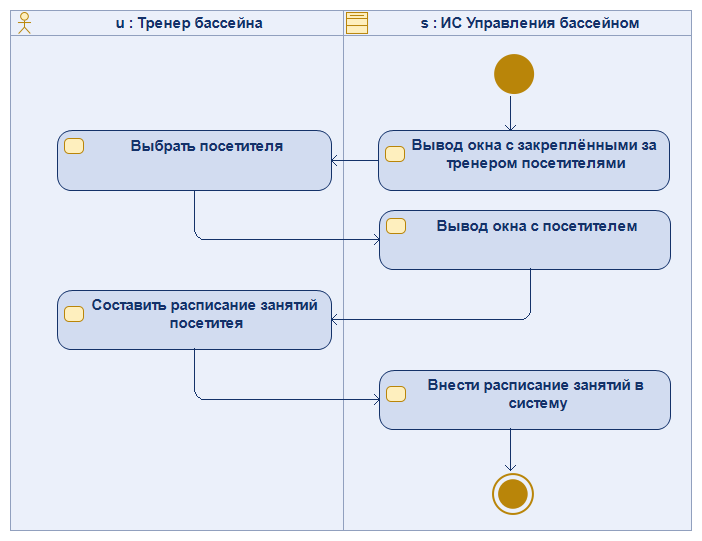 u : Тренер бассейна
s : ИС Управления бассейном
Вывод окна с закреплёнными за
тренером посетителями
Выбрать посетителя
Вывод окна с посетителем
Составить расписание занятий
посетитея
Внести расписание занятий в
систему